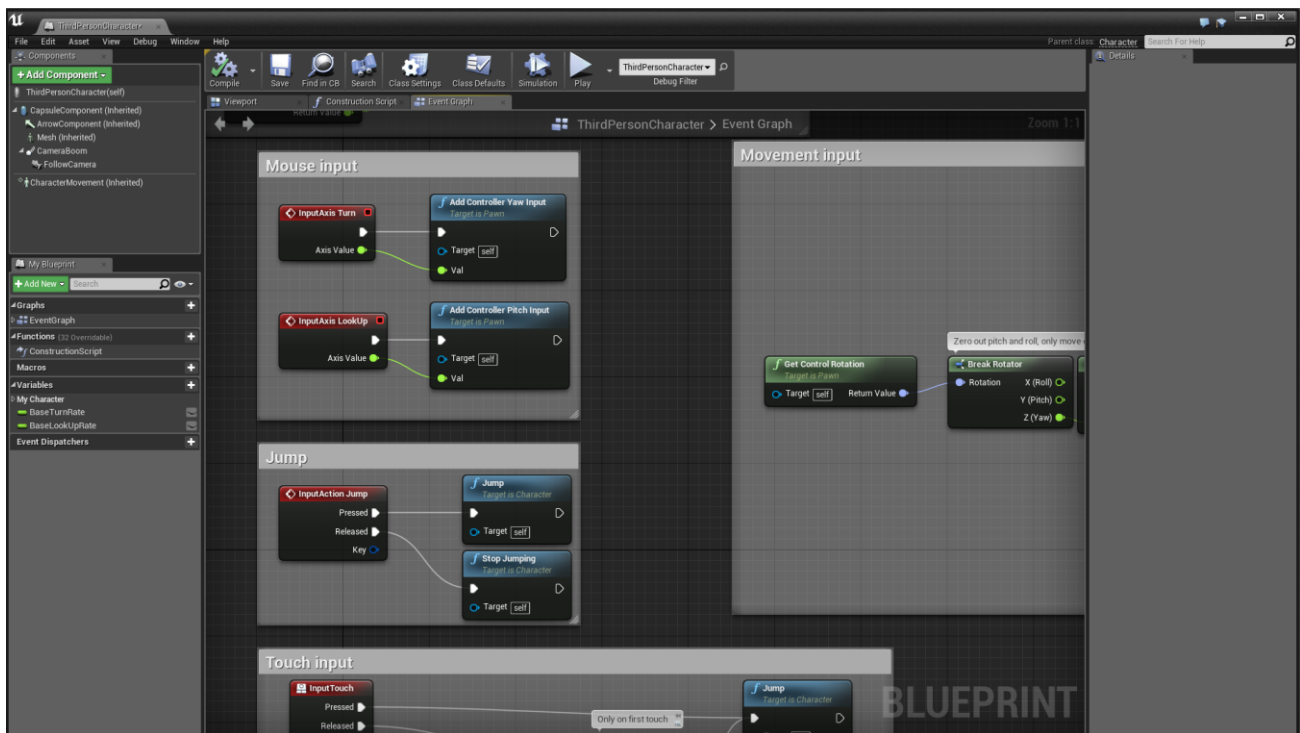 ThirdPersonCharacter*
File Edit Asset View Debug Window Help
Parent class: Character Search For Help
Components
+Add Component
ThirdPersonCharacter(self)
CapsuleComponent (Inherited)
ArrowComponent (Inherited)
Mesh (Inherited)
CameraBoom
FollowCamera
CharacterMovement (Inherited)
My Blueprint
+Add New Search
Graphs
EventGraph
Functions (32 Overridable)
ConstructionScript
Macros
Variables
My Character
BaseTurnRate
BaseLookUpRate
Event Dispatchers
Compile Save Find in CB Search Class Settings Class Defaults Simulation Play
ThirdPersonCharacter
Debug Filter
Viewport Construction Script Event Graph
Return Value
ThirdPersonCharacter > Event Graph
Zoom 1:1
Mouse input
InputAxis Turn
Axis Value
Add Controller Yaw Input
Target is Pawn
Target self
Val
InputAxis LookUp
Axis Value
Add Controller Pitch Input
Target is Pawn
Target self
Val
Jump
InputAction Jump
Pressed
Released
Key
Jump
Target is Character
Target self
Stop Jumping
Target is Character
Target self
Touch input
InputTouch
Pressed
Released
Only on first touch
Jump
Target is Character
Movement input
Get Control Rotation
Target is Pawn
Target self Return Value
Zero out pitch and roll, only move
Break Rotator
Rotation X (Roll)
Y (Pitch)
Z (Yaw)
BLUEPRINT
Details